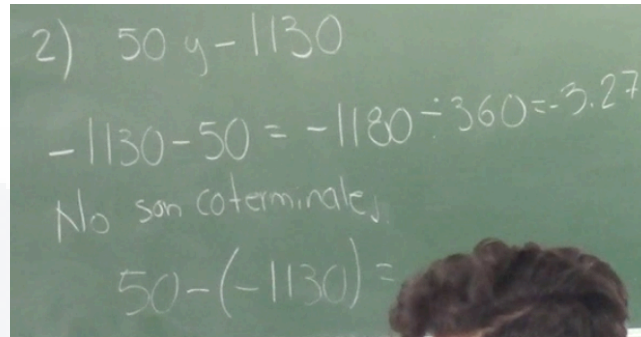 2) 50 y -1130
-1130-50 = -1180÷360=-3.27
No son coterminales
50-(-1130)=